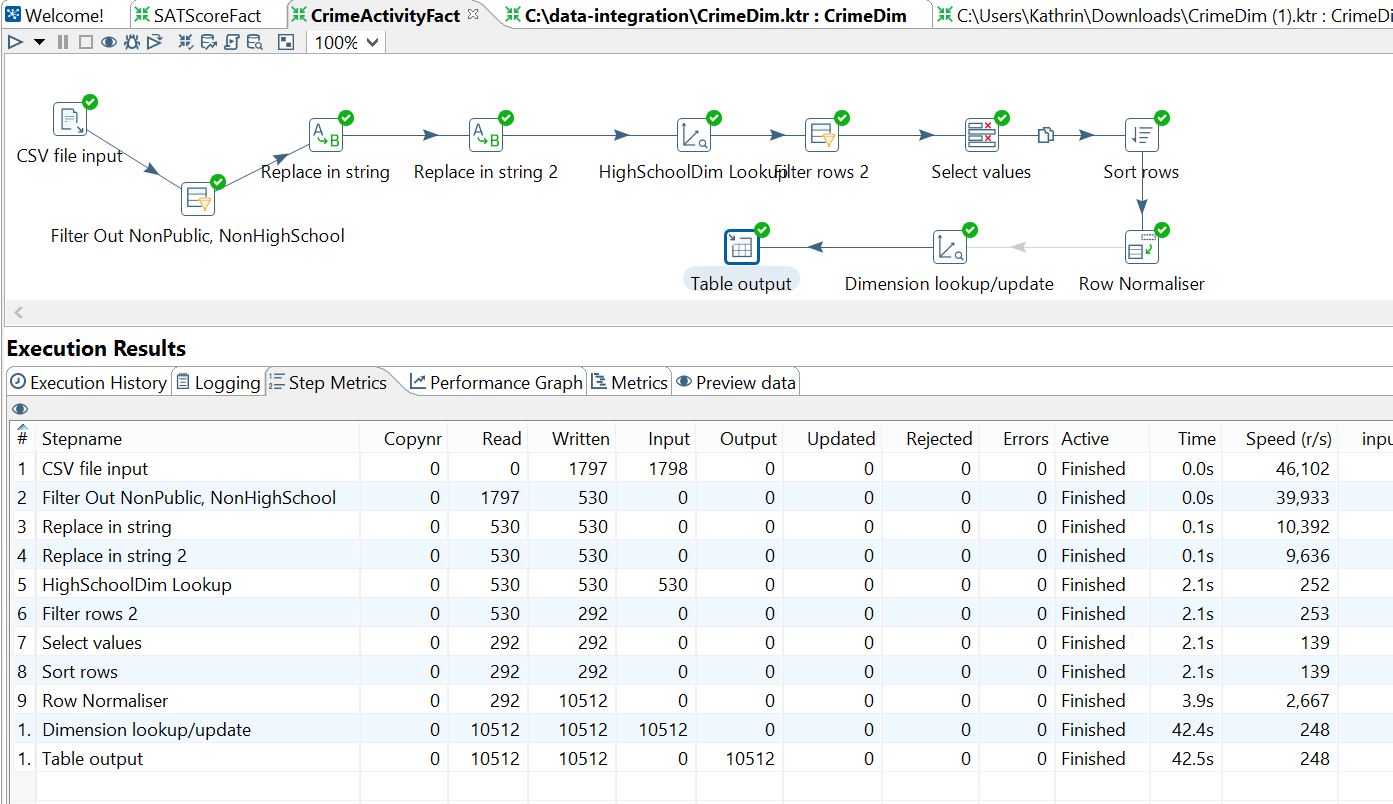 Welcome! SATScoreFact CrimeActivityFact C:\data-integration\CrimeDim.ktr : CrimeDim C:\Users\Kathrin\Downloads\CrimeDim (1).ktr : CrimeDi
100%
CSV file input
Filter Out NonPublic, NonHighSchool
Replace in string Replace in string 2 HighSchoolDim Lookup Filter rows 2 Select values Sort rows
Table output Dimension lookup/update Row Normaliser
Execution Results
Execution History Logging Step Metrics Performance Graph Metrics Preview data
# Stepname Copynr Read Written Input Output Updated Rejected Errors Active Time Speed (r/s) inpu
1 CSV file input 0 0 1797 1798 0 0 0 0 Finished 0.0s 46,102
2 Filter Out NonPublic, NonHighSchool 0 1797 530 0 0 0 0 0 Finished 0.0s 39,933
3 Replace in string 0 530 530 0 0 0 0 0 Finished 0.1s 10,392
4 Replace in string 2 0 530 530 0 0 0 0 0 Finished 0.1s 9,636
5 HighSchoolDim Lookup 0 530 530 530 0 0 0 0 Finished 2.1s 252
6 Filter rows 2 0 530 292 0 0 0 0 0 Finished 2.1s 253
7 Select values 0 292 292 0 0 0 0 0 Finished 2.1s 139
8 Sort rows 0 292 292 0 0 0 0 0 Finished 2.1s 139
9 Row Normaliser 0 292 10512 0 0 0 0 0 Finished 3.9s 2,667
1. Dimension lookup/update 0 10512 10512 10512 0 0 0 0 Finished 42.4s 248
1. Table output 0 10512 10512 0 10512 0 0 0 Finished 42.5s 248